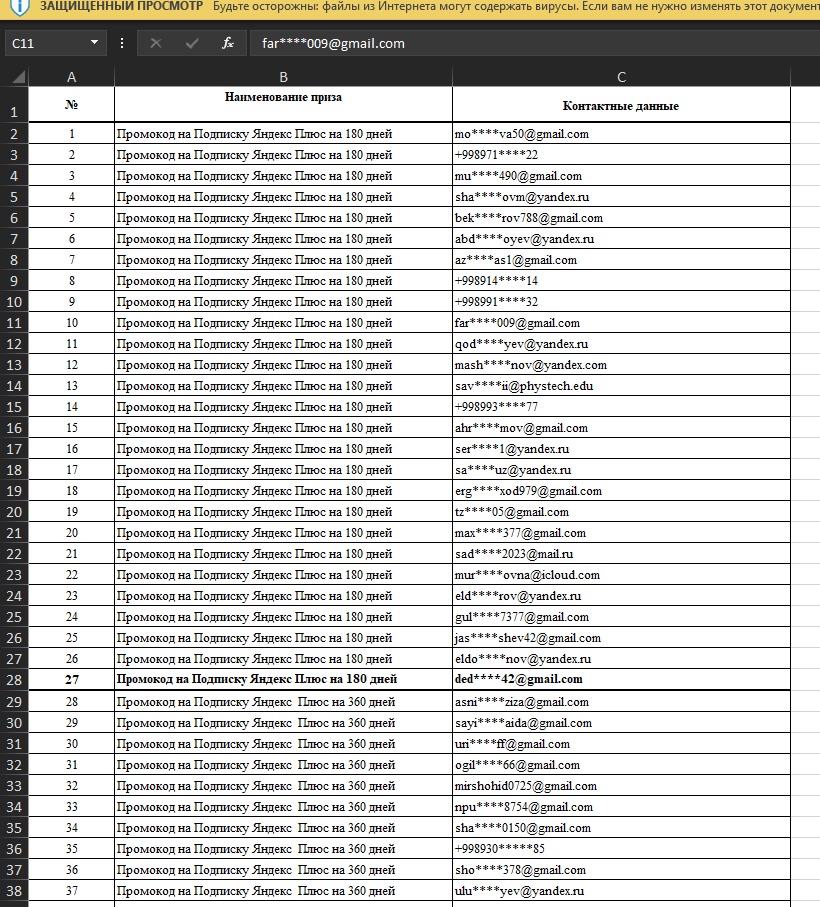 ЗАЩИЩЕННЫЙ ПРОСМОТР Будьте осторожны: файлы из Интернета могут содержать вирусы. Если вам не нужно изменять этот документ
C11 fx far****009@gmail.com
A B C
1 № Наименование приза Контактные данные
2 1 Промокод на Подписку Яндекс Плюс на 180 дней mo****va50@gmail.com
3 2 Промокод на Подписку Яндекс Плюс на 180 дней +998971****22
4 3 Промокод на Подписку Яндекс Плюс на 180 дней mu****490@gmail.com
5 4 Промокод на Подписку Яндекс Плюс на 180 дней sha****ovm@yandex.ru
6 5 Промокод на Подписку Яндекс Плюс на 180 дней bek****rov788@gmail.com
7 6 Промокод на Подписку Яндекс Плюс на 180 дней abd****oyev@yandex.ru
8 7 Промокод на Подписку Яндекс Плюс на 180 дней az****as1@gmail.com
9 8 Промокод на Подписку Яндекс Плюс на 180 дней +998914****14
10 9 Промокод на Подписку Яндекс Плюс на 180 дней +998991****32
11 10 Промокод на Подписку Яндекс Плюс на 180 дней far****009@gmail.com
12 11 Промокод на Подписку Яндекс Плюс на 180 дней qod****yev@yandex.ru
13 12 Промокод на Подписку Яндекс Плюс на 180 дней mash****nov@yandex.com
14 13 Промокод на Подписку Яндекс Плюс на 180 дней sav****ii@phystech.edu
15 14 Промокод на Подписку Яндекс Плюс на 180 дней +998993****77
16 15 Промокод на Подписку Яндекс Плюс на 180 дней ahr****mov@gmail.com
17 16 Промокод на Подписку Яндекс Плюс на 180 дней ser****1@yandex.ru
18 17 Промокод на Подписку Яндекс Плюс на 180 дней sa****uz@yandex.ru
19 18 Промокод на Подписку Яндекс Плюс на 180 дней erg****xod979@gmail.com
20 19 Промокод на Подписку Яндекс Плюс на 180 дней tz****05@gmail.com
21 20 Промокод на Подписку Яндекс Плюс на 180 дней max****377@gmail.com
22 21 Промокод на Подписку Яндекс Плюс на 180 дней sad****2023@mail.ru
23 22 Промокод на Подписку Яндекс Плюс на 180 дней mur****ovna@icloud.com
24 23 Промокод на Подписку Яндекс Плюс на 180 дней eld****rov@yandex.ru
25 24 Промокод на Подписку Яндекс Плюс на 180 дней gul****7377@gmail.com
26 25 Промокод на Подписку Яндекс Плюс на 180 дней jas****shev42@gmail.com
27 26 Промокод на Подписку Яндекс Плюс на 180 дней eldo****nov@yandex.ru
28 27 Промокод на Подписку Яндекс Плюс на 180 дней ded****42@gmail.com
29 28 Промокод на Подписку Яндекс Плюс на 360 дней asni****ziza@gmail.com
30 29 Промокод на Подписку Яндекс Плюс на 360 дней sayi****aida@gmail.com
31 30 Промокод на Подписку Яндекс Плюс на 360 дней uri****ff@gmail.com
32 31 Промокод на Подписку Яндекс Плюс на 360 дней ogil****66@gmail.com
33 32 Промокод на Подписку Яндекс Плюс на 360 дней mirshohid0725@gmail.com
34 33 Промокод на Подписку Яндекс Плюс на 360 дней npu****8754@gmail.com
35 34 Промокод на Подписку Яндекс Плюс на 360 дней sha****0150@gmail.com
36 35 Промокод на Подписку Яндекс Плюс на 360 дней +998930*****85
37 36 Промокод на Подписку Яндекс Плюс на 360 дней sho****378@gmail.com
38 37 Промокод на Подписку Яндекс Плюс на 360 дней ulu****yev@yandex.ru